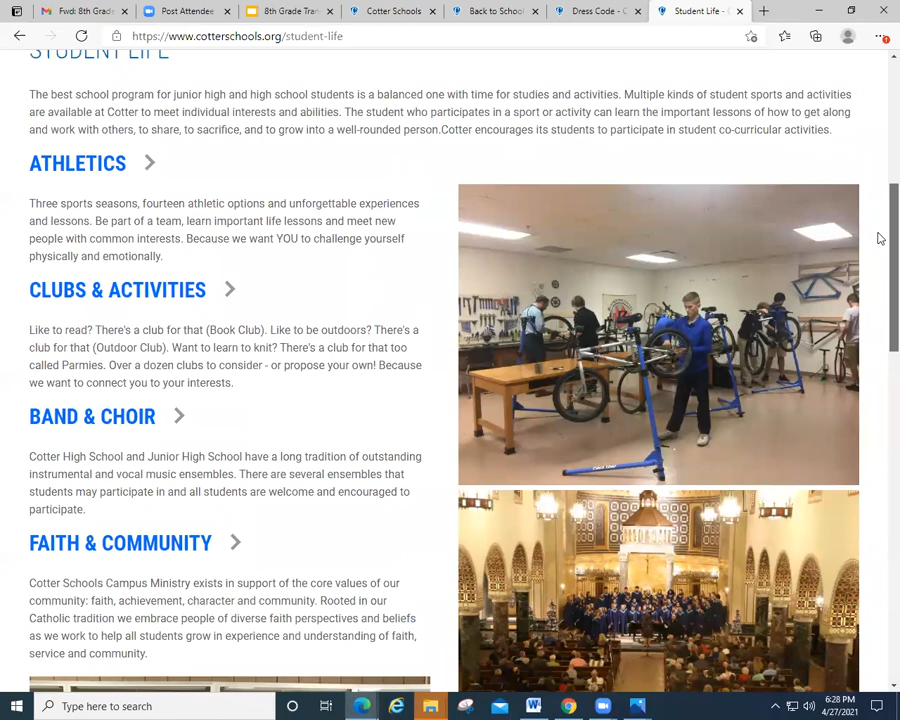 Fwd: 8th Grade
Post Attendee
8th Grade Tran
Cotter Schools
Back to School
Dress Code - C
Student Life - C
https://www.cotterschools.org/student-life
STUDENT LIFE
The best school program for junior high and high school students is a balanced one with time for studies and activities. Multiple kinds of student sports and activities
are available at Cotter to meet individual interests and abilities. The student who participates in a sport or activity can learn the important lessons of how to get along
and work with others, to share, to sacrifice, and to grow into a well-rounded person.Cotter encourages its students to participate in student co-curricular activities.
ATHLETICS
Three sports seasons, fourteen athletic options and unforgettable experiences
and lessons. Be part of a team, learn important life lessons and meet new
people with common interests. Because we want YOU to challenge yourself
physically and emotionally.
CLUBS & ACTIVITIES
Like to read? There's a club for that (Book Club). Like to be outdoors? There's a
club for that (Outdoor Club). Want to learn to knit? There's a club for that too
called Parmies. Over a dozen clubs to consider - or propose your own! Because
we want to connect you to your interests.
BAND & CHOIR
Cotter High School and Junior High School have a long tradition of outstanding
instrumental and vocal music ensembles. There are several ensembles that
students may participate in and all students are welcome and encouraged to
participate.
FAITH & COMMUNITY
Cotter Schools Campus Ministry exists in support of the core values of our
community: faith, achievement, character and community. Rooted in our
Catholic tradition we embrace people of diverse faith perspectives and beliefs
as we work to help all students grow in experience and understanding of faith,
service and community.
Type here to search
6:28 PM
4/27/2021